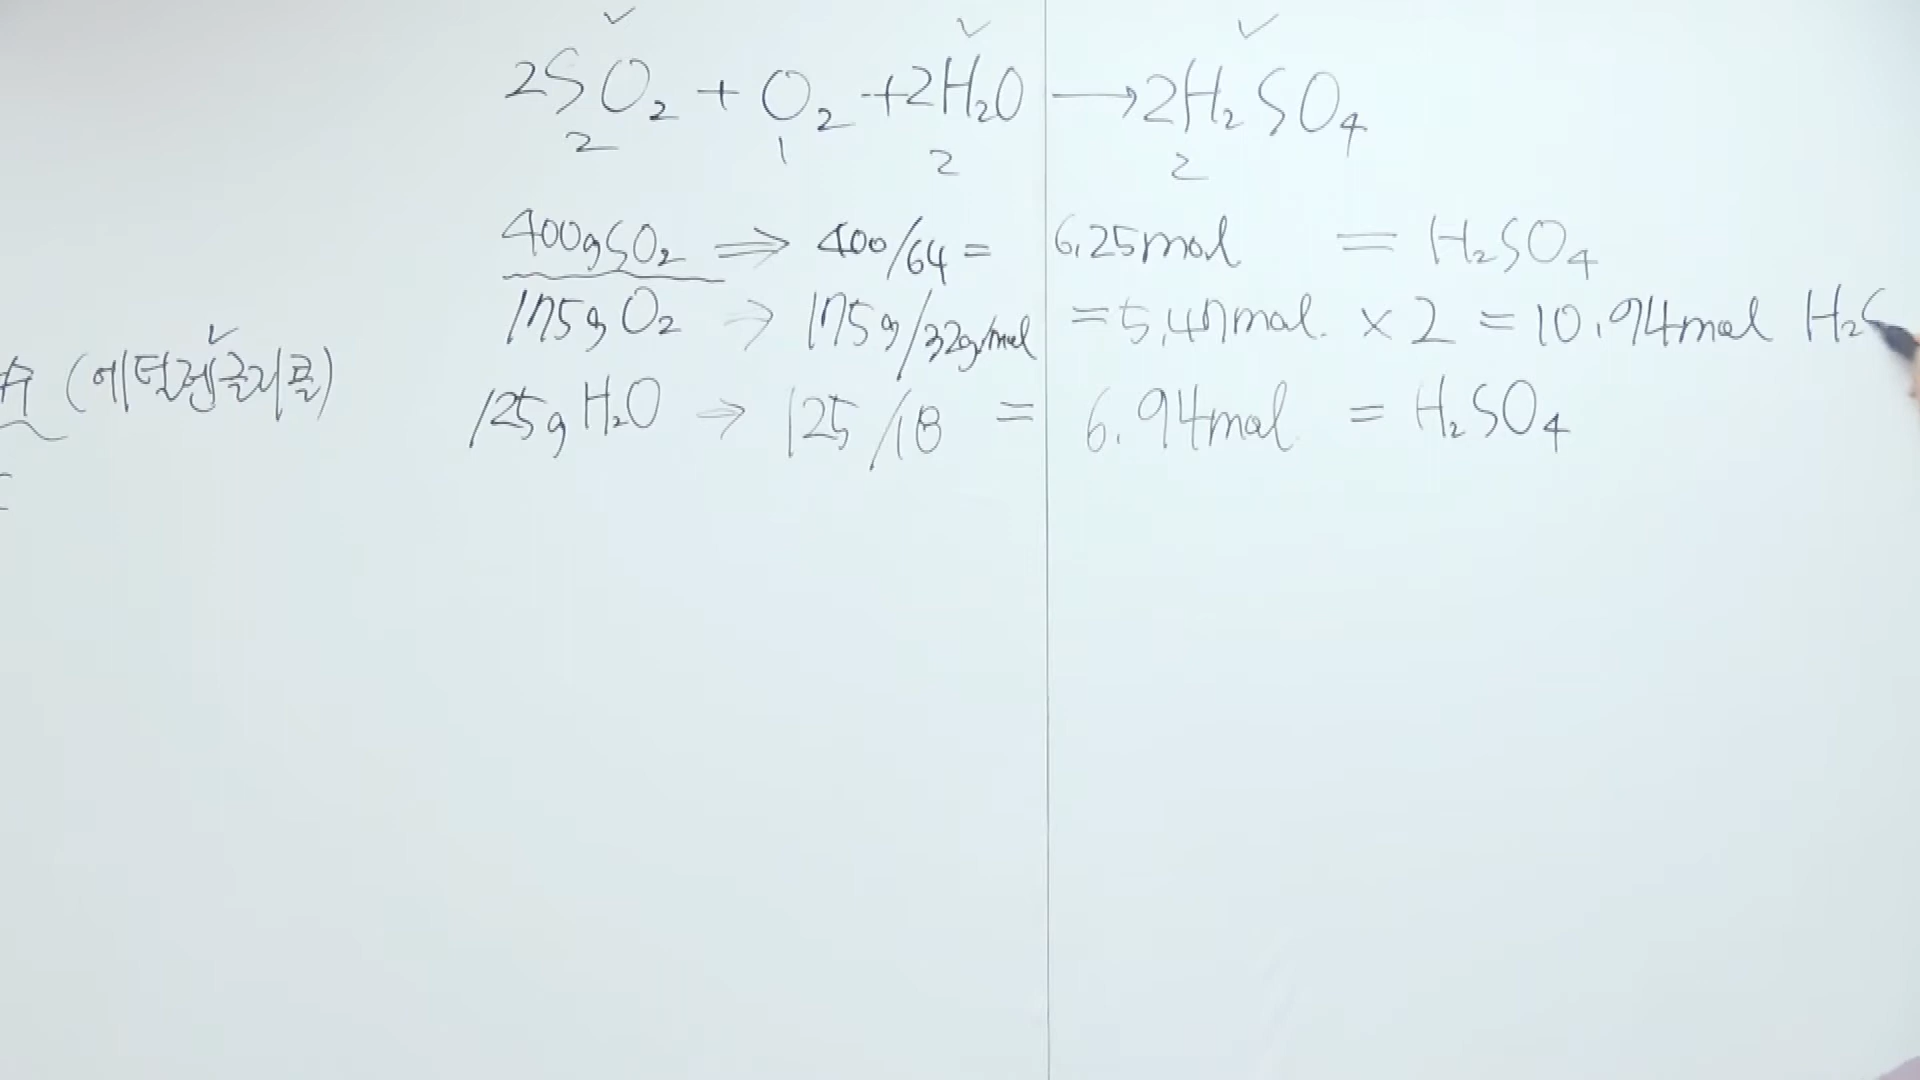 2SO₂ + O₂ + 2H₂O → 2H₂SO₄
2 1 2 2
400g SO₂ ⇒ 400/64 = 6.25mol = H₂SO₄
175g O₂ → 175g/32g/mol = 5.47mol. × 2 = 10.94mol H₂S
(에틸렌글리콜)
125g H₂O → 125/18 = 6.94mol = H₂SO₄